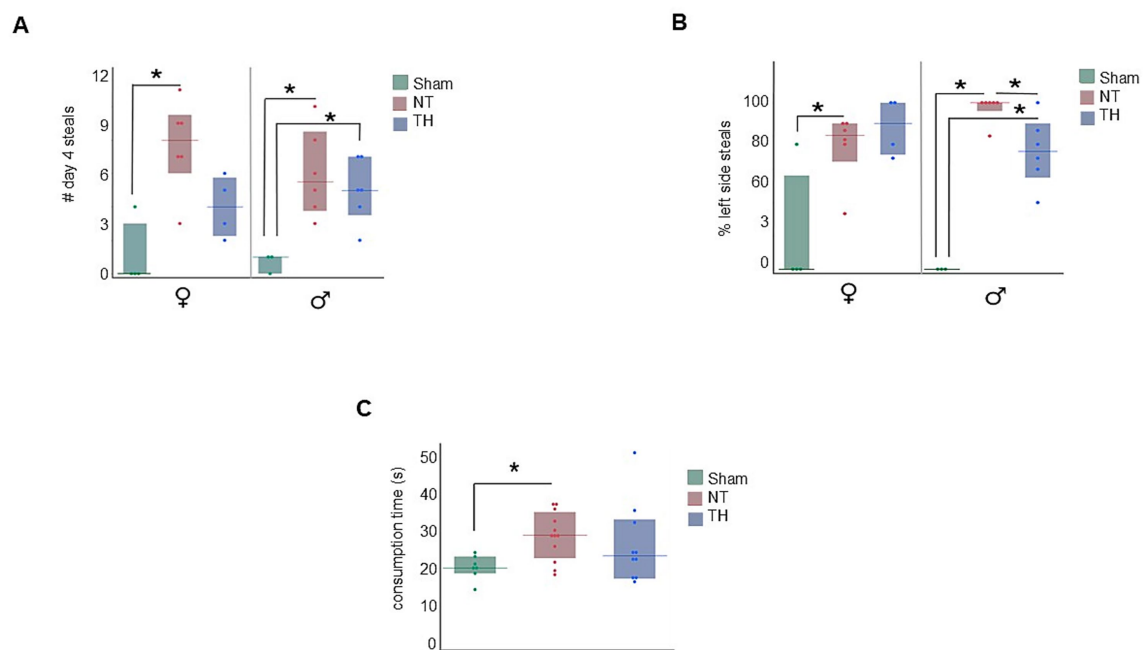 A
# day 4 steals
12
9
6
3
0
*
*
*
♀
♂
Sham
NT
TH
B
% left side steals
100
80
60
3
0
*
*
*
*
♀
♂
Sham
NT
TH
C
consumption time (s)
50
40
30
20
10
0
*
Sham
NT
TH